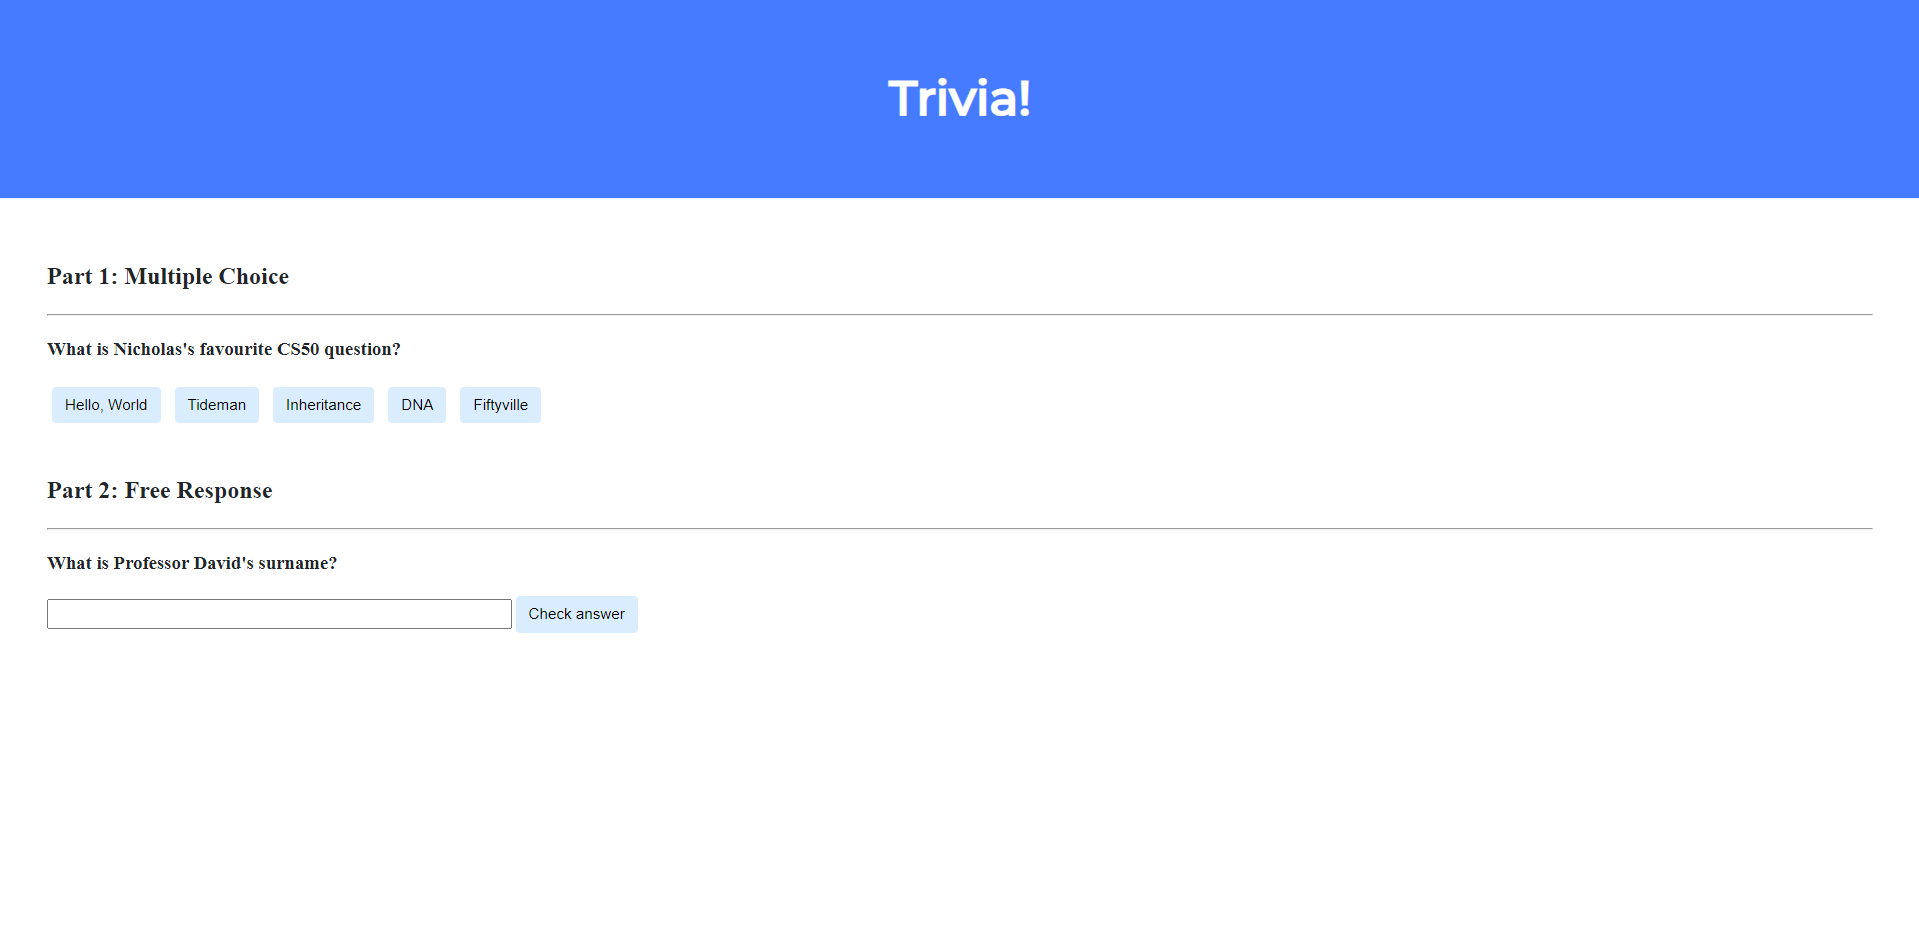 Trivia!
Part 1: Multiple Choice
What is Nicholas's favourite CS50 question?
Hello, World Tideman Inheritance DNA Fiftyville
Part 2: Free Response
What is Professor David's surname?
Check answer